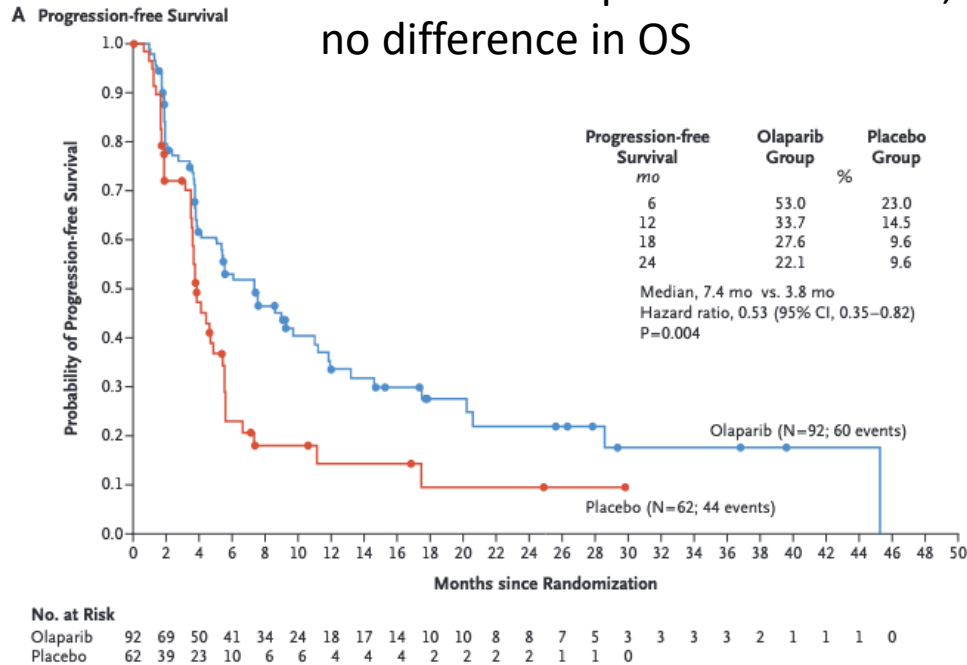 no difference in OS
A Progression-free Survival
Probability of Progression-free Survival
1.0
0.9
0.8
0.7
0.6
0.5
0.4
0.3
0.2
0.1
0.0
Progression-free Survival Olaparib Group Placebo Group
mo %
6 53.0 23.0
12 33.7 14.5
18 27.6 9.6
24 22.1 9.6
Median, 7.4 mo vs. 3.8 mo
Hazard ratio, 0.53 (95% CI, 0.35–0.82)
P=0.004
Olaparib (N=92; 60 events)
Placebo (N=62; 44 events)
0 2 4 6 8 10 12 14 16 18 20 22 24 26 28 30 32 34 36 38 40 42 44 46 48 50
Months since Randomization
No. at Risk
Olaparib 92 69 50 41 34 24 18 17 14 10 10 8 8 7 5 3 3 3 3 2 1 1 1 0
Placebo 62 39 23 10 6 6 4 4 4 2 2 2 2 1 1 0